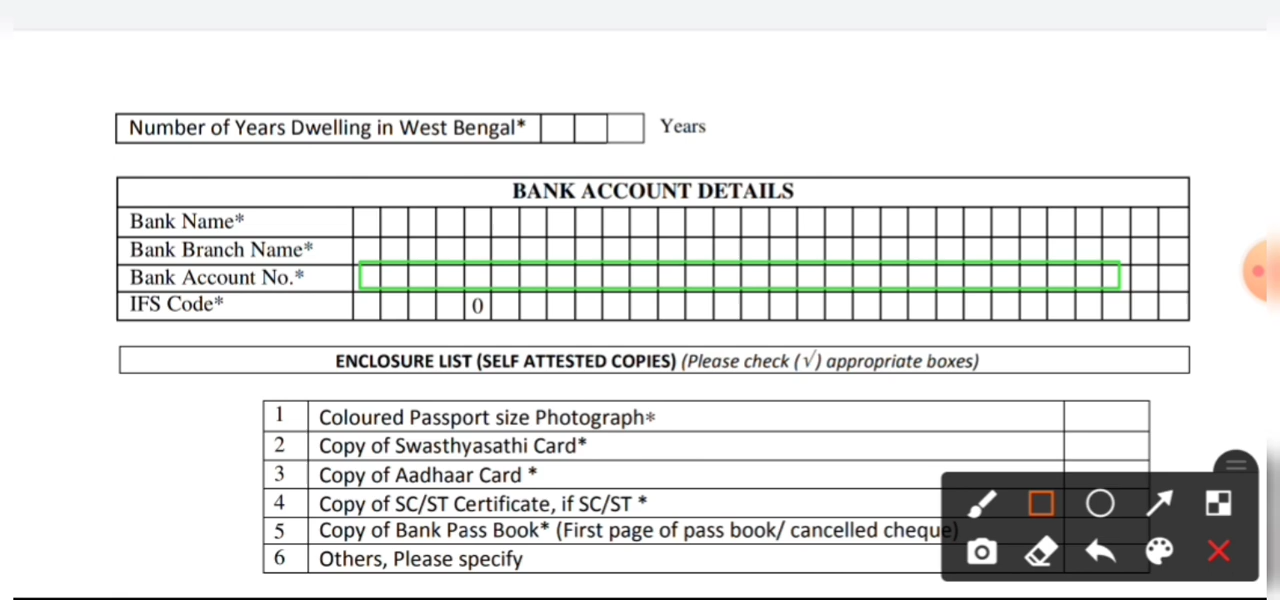 Number of Years Dwelling in West Bengal* Years
BANK ACCOUNT DETAILS
Bank Name*
Bank Branch Name*
Bank Account No.*
IFS Code* 0
ENCLOSURE LIST (SELF ATTESTED COPIES) (Please check (√) appropriate boxes)
1 Coloured Passport size Photograph*
2 Copy of Swasthyasathi Card*
3 Copy of Aadhaar Card *
4 Copy of SC/ST Certificate, if SC/ST *
5 Copy of Bank Pass Book* (First page of pass book/ cancelled cheque)
6 Others, Please specify